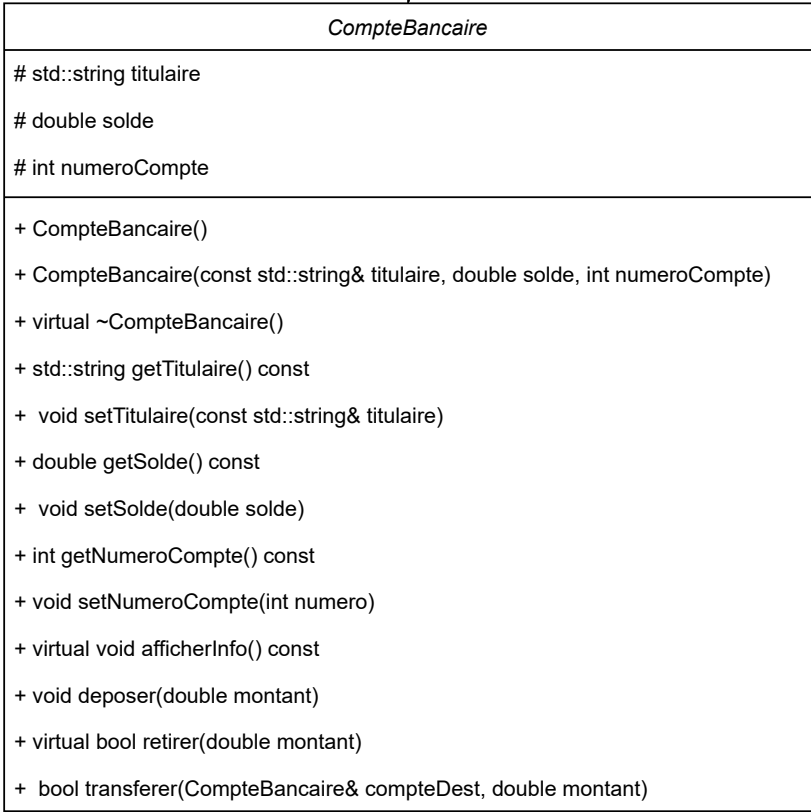 CompteBancaire
# std::string titulaire
# double solde
# int numeroCompte
+ CompteBancaire()
+ CompteBancaire(const std::string& titulaire, double solde, int numeroCompte)
+ virtual ~CompteBancaire()
+ std::string getTitulaire() const
+  void setTitulaire(const std::string& titulaire)
+ double getSolde() const
+  void setSolde(double solde)
+ int getNumeroCompte() const
+ void setNumeroCompte(int numero)
+ virtual void afficherInfo() const
+ void deposer(double montant)
+ virtual bool retirer(double montant)
+  bool transferer(CompteBancaire& compteDest, double montant)